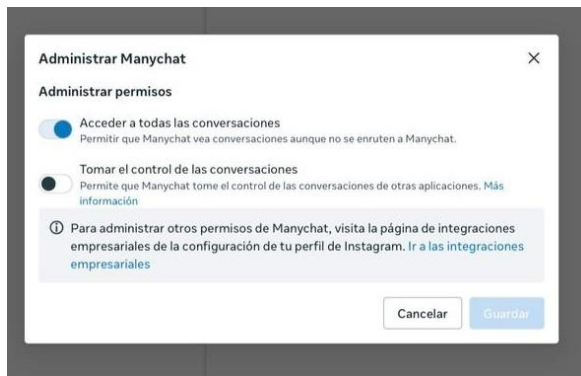 Administrar Manychat
Administrar permisos
Acceder a todas las conversaciones
Permitir que Manychat vea conversaciones aunque no se enruten a Manychat.
Tomar el control de las conversaciones
Permite que Manychat tome el control de las conversaciones de otras aplicaciones. Más
información
Para administrar otros permisos de Manychat, visita la página de integraciones
empresariales de la configuración de tu perfil de Instagram. Ir a las integraciones
empresariales
Cancelar
Guardar